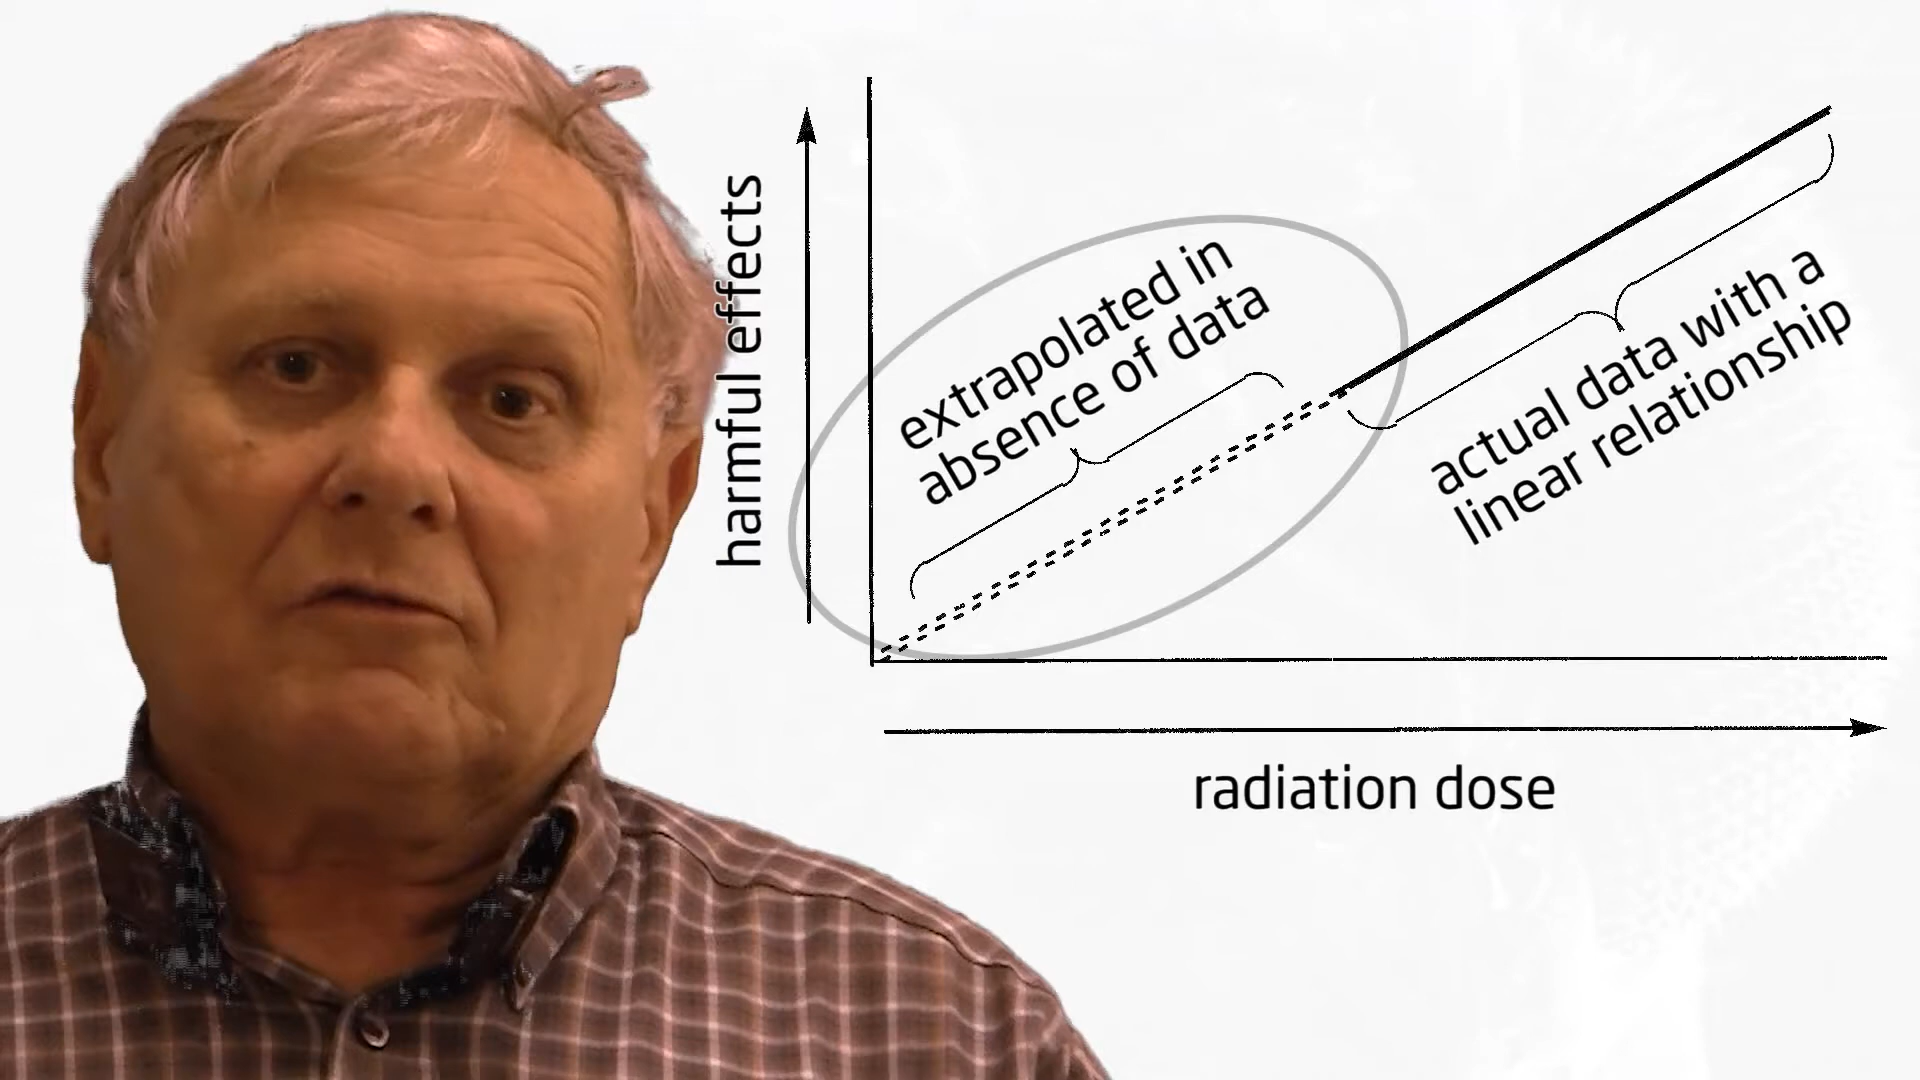 harmful effects
extrapolated in
absence of data
actual data with a
linear relationship
radiation dose